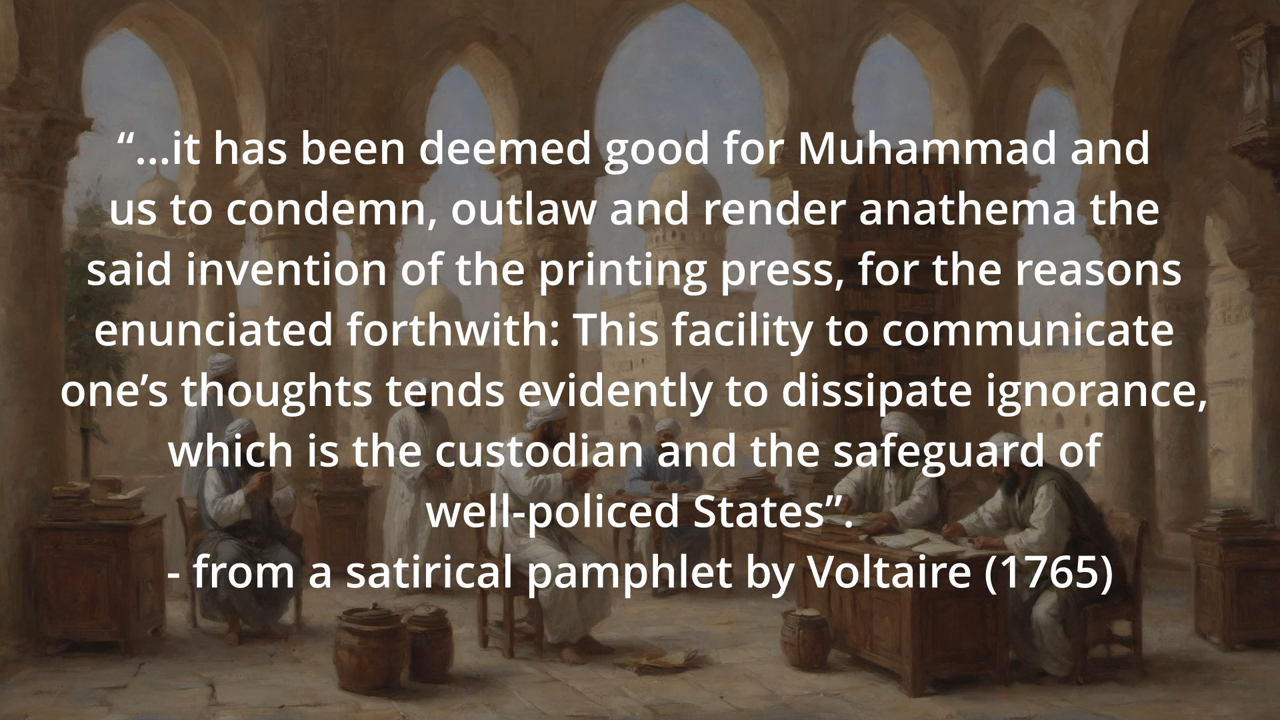 “...it has been deemed good for Muhammad and
us to condemn, outlaw and render anathema the
said invention of the printing press, for the reasons
enunciated forthwith: This facility to communicate
one’s thoughts tends evidently to dissipate ignorance,
which is the custodian and the safeguard of
well-policed States”.
- from a satirical pamphlet by Voltaire (1765)